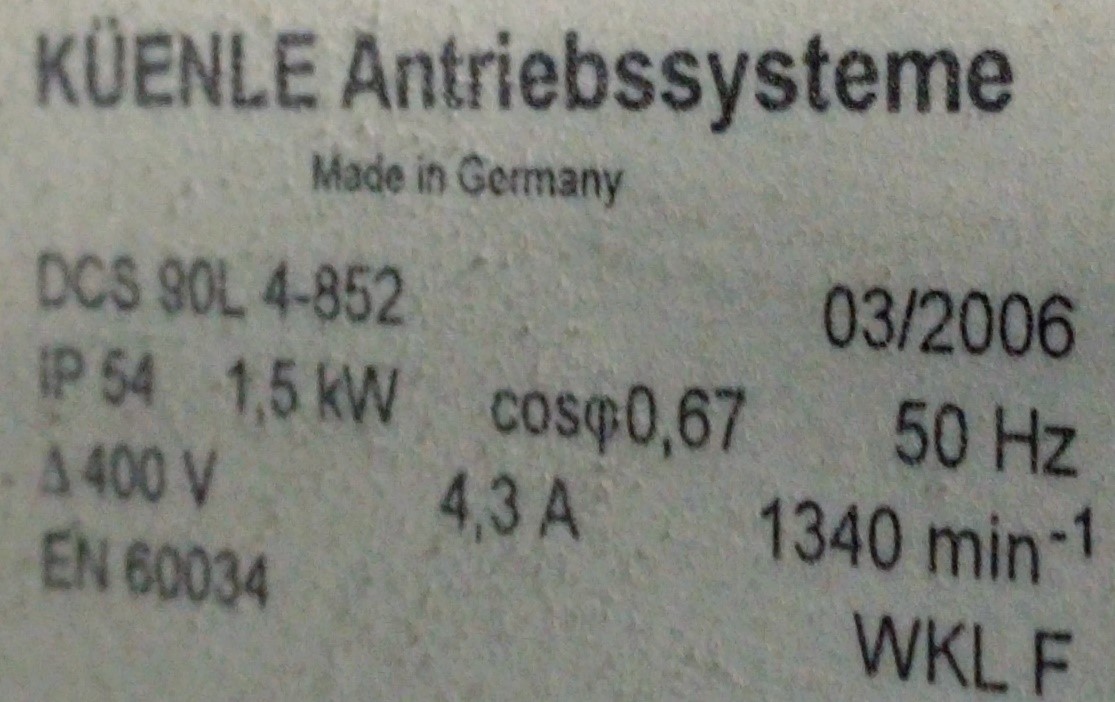 KÜENLE Antriebssysteme
Made in Germany
DCS 90L 4-852 03/2006
IP 54 1,5 kW cosφ0,67 50 Hz
Δ 400 V 4,3 A 1340 min⁻¹
EN 60034
WKL F